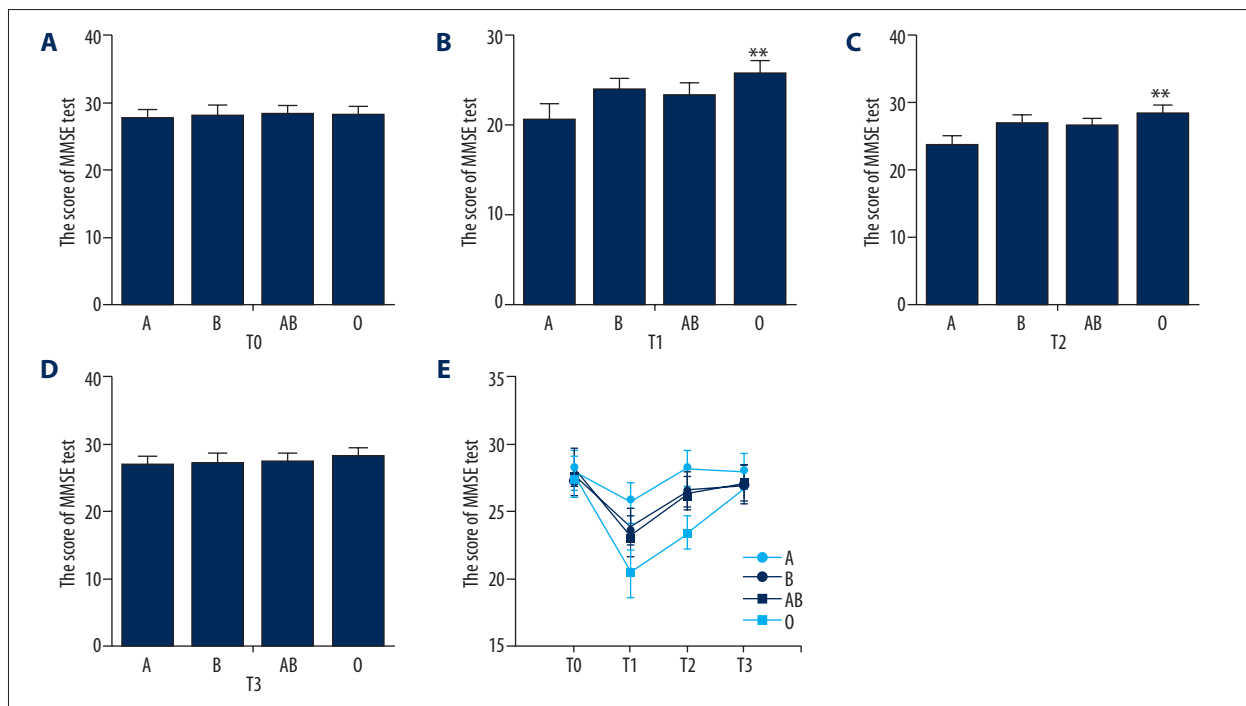 A
The score of MMSE test
40
30
20
10
0
A B AB O
T0
B
The score of MMSE test
30
20
10
0
**
A B AB O
T1
C
The score of MMSE test
40
30
20
10
0
**
A B AB O
T2
D
The score of MMSE test
40
30
20
10
0
A B AB O
T3
E
The score of MMSE test
35
30
25
20
15
T0 T1 T2 T3
A
B
AB
O